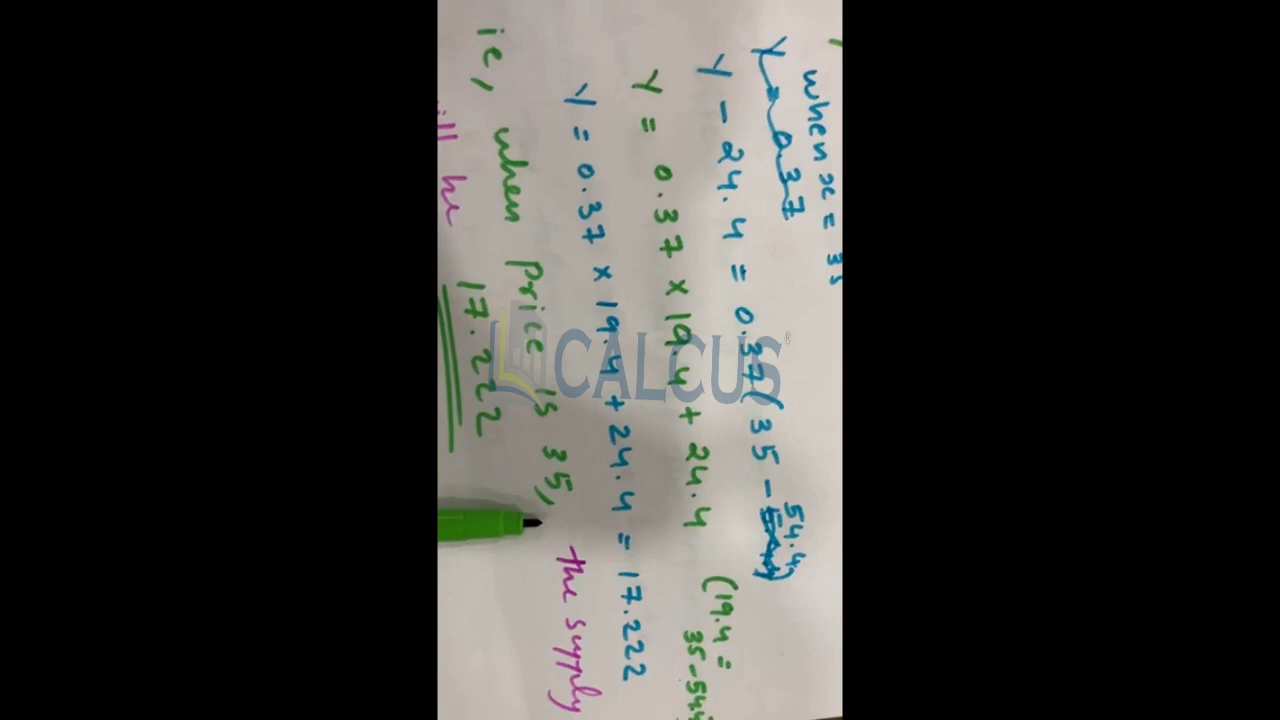 when x = 35
y = 0.37
y - 24.4 = 0.37 ( 35 - 54.4)
y = 0.37 x 19.4 + 24.4 (19.4 =
35-544
y = 0.37 x 19.4 + 24.4 = 17.222
ie, when price is 35, the supply
will be 17.222
CALCUS®